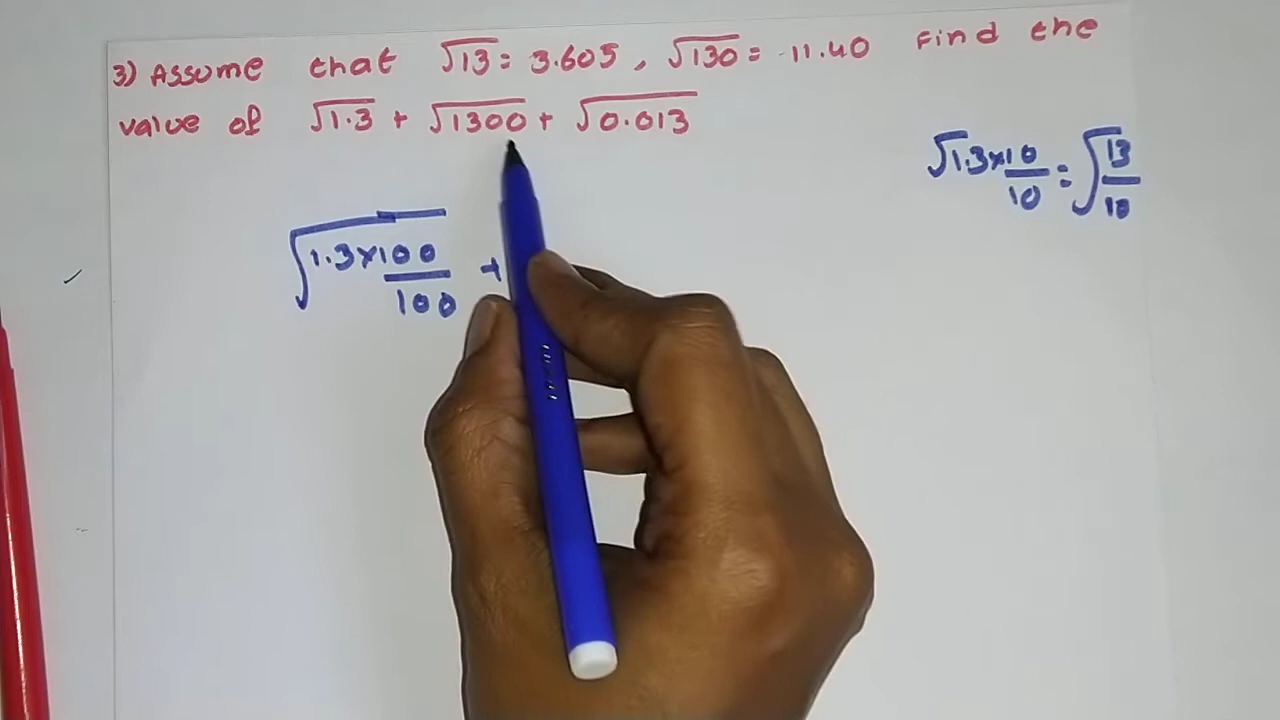 3) Assume that √13 = 3.605, √130 = 11.40 Find the
value of √1.3 + √1300 + √0.013
√1.3×10/10 = √13/10
√1.3×100/100 +